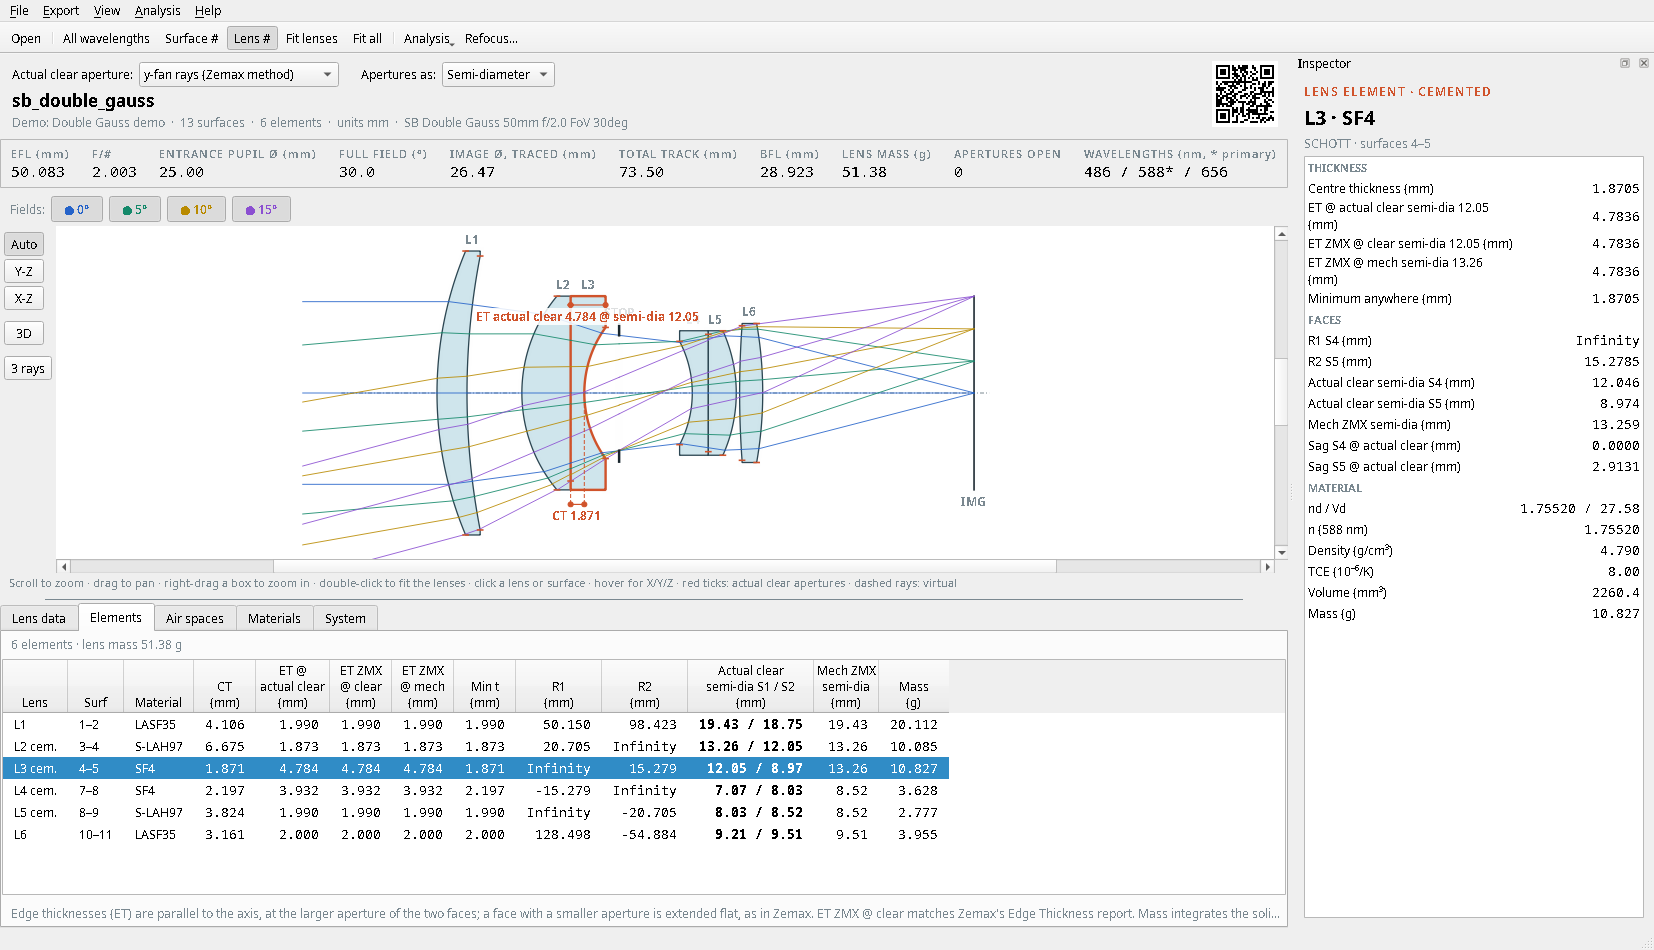 File Export View Analysis Help
Open All wavelengths Surface # Lens # Fit lenses Fit all Analysis Refocus...
Actual clear aperture: y-fan rays (Zemax method) Apertures as: Semi-diameter
sb_double_gauss
Demo: Double Gauss demo · 13 surfaces · 6 elements · units mm · SB Double Gauss 50mm f/2.0 FoV 30deg
EFL (mm) F/# ENTRANCE PUPIL Ø (mm) FULL FIELD (°) IMAGE Ø, TRACED (mm) TOTAL TRACK (mm) BFL (mm) LENS MASS (g) APERTURES OPEN WAVELENGTHS (nm, * primary)
50.083 2.003 25.00 30.0 26.47 73.50 28.923 51.38 0 486 / 588* / 656
Fields: 0° 5° 10° 15°
Auto
Y-Z
X-Z
3D
3 rays
L1
L2 L3
ET actual clear 4.784 @ semi-dia 12.05
L5
L6
CT 1.871
IMG
Scroll to zoom · drag to pan · right-drag a box to zoom in · double-click to fit the lenses · click a lens or surface · hover for X/Y/Z · red ticks: actual clear apertures · dashed rays: virtual
Lens data Elements Air spaces Materials System
6 elements · lens mass 51.38 g
Lens Surf Material CT (mm) ET @ actual clear (mm) ET ZMX @ clear (mm) ET ZMX @ mech (mm) Min t (mm) R1 (mm) R2 (mm) Actual clear semi-dia S1 / S2 (mm) Mech ZMX semi-dia (mm) Mass (g)
L1 1–2 LASF35 4.106 1.990 1.990 1.990 1.990 50.150 98.423 19.43 / 18.75 19.43 20.112
L2 cem. 3–4 S-LAH97 6.675 1.873 1.873 1.873 1.873 20.705 Infinity 13.26 / 12.05 13.26 10.085
L3 cem. 4–5 SF4 1.871 4.784 4.784 4.784 1.871 Infinity 15.279 12.05 / 8.97 13.26 10.827
L4 cem. 7–8 SF4 2.197 3.932 3.932 3.932 2.197 -15.279 Infinity 7.07 / 8.03 8.52 3.628
L5 cem. 8–9 S-LAH97 3.824 1.990 1.990 1.990 1.990 Infinity -20.705 8.03 / 8.52 8.52 2.777
L6 10–11 LASF35 3.161 2.000 2.000 2.000 2.000 128.498 -54.884 9.21 / 9.51 9.51 3.955
Edge thicknesses (ET) are parallel to the axis, at the larger aperture of the two faces; a face with a smaller aperture is extended flat, as in Zemax. ET ZMX @ clear matches Zemax's Edge Thickness report. Mass integrates the soli...
Inspector
LENS ELEMENT · CEMENTED
L3 · SF4
SCHOTT · surfaces 4–5
THICKNESS
Centre thickness (mm) 1.8705
ET @ actual clear semi-dia 12.05 (mm) 4.7836
ET ZMX @ clear semi-dia 12.05 (mm) 4.7836
ET ZMX @ mech semi-dia 13.26 (mm) 4.7836
Minimum anywhere (mm) 1.8705
FACES
R1 S4 (mm) Infinity
R2 S5 (mm) 15.2785
Actual clear semi-dia S4 (mm) 12.046
Actual clear semi-dia S5 (mm) 8.974
Mech ZMX semi-dia (mm) 13.259
Sag S4 @ actual clear (mm) 0.0000
Sag S5 @ actual clear (mm) 2.9131
MATERIAL
nd / Vd 1.75520 / 27.58
n (588 nm) 1.75520
Density (g/cm³) 4.790
TCE (10⁻⁶/K) 8.00
Volume (mm³) 2260.4
Mass (g) 10.827